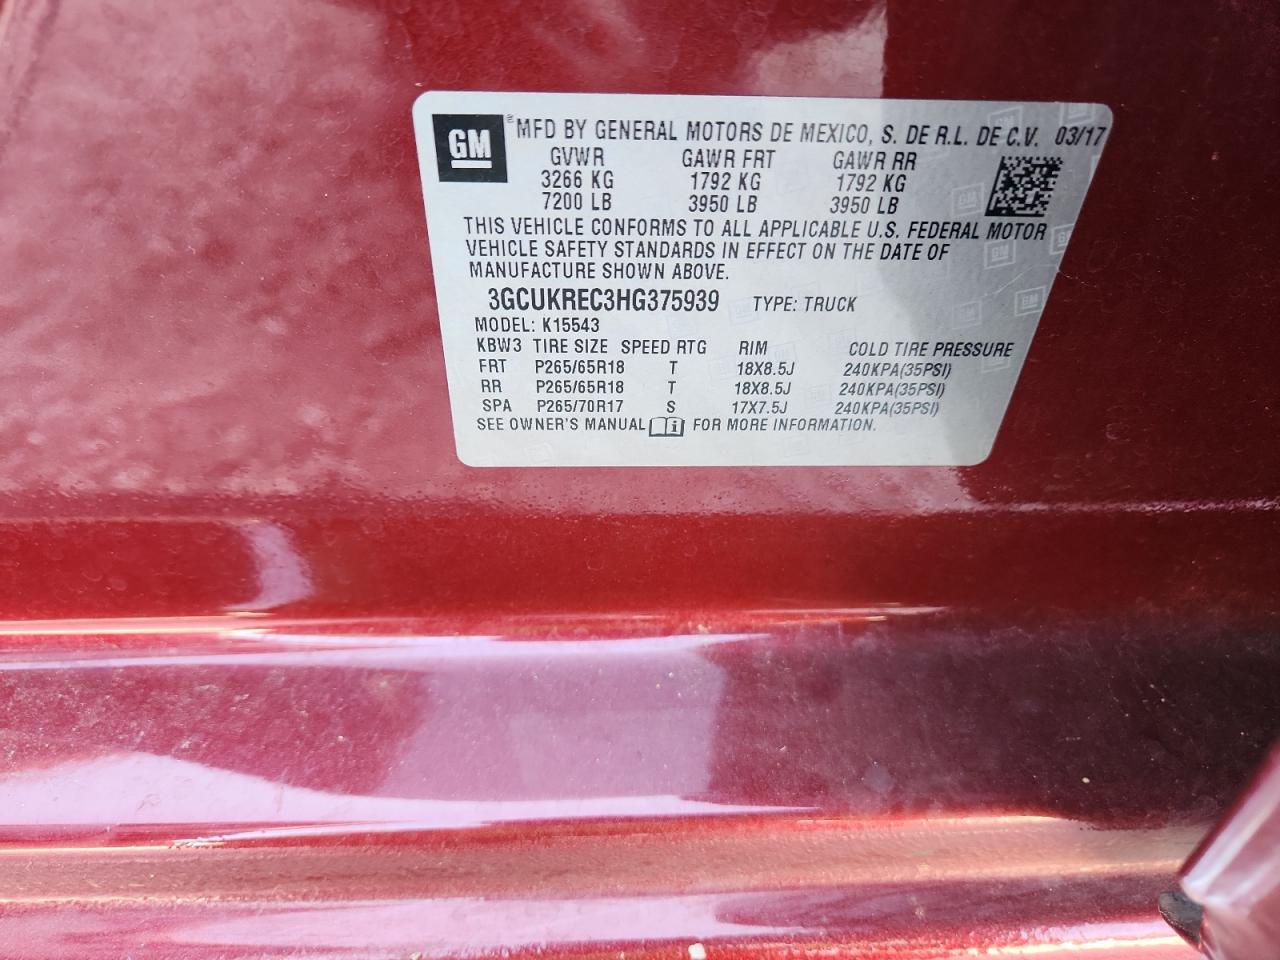 GM ® MFD BY GENERAL MOTORS DE MEXICO, S. DE R.L. DE C.V. 03/17
GVWR GAWR FRT GAWR RR
3266 KG 1792 KG 1792 KG
7200 LB 3950 LB 3950 LB
THIS VEHICLE CONFORMS TO ALL APPLICABLE U.S. FEDERAL MOTOR
VEHICLE SAFETY STANDARDS IN EFFECT ON THE DATE OF
MANUFACTURE SHOWN ABOVE.
3GCUKREC3HG375939 TYPE: TRUCK
MODEL: K15543
KBW3 TIRE SIZE SPEED RTG RIM COLD TIRE PRESSURE
FRT P265/65R18 T 18X8.5J 240KPA(35PSI)
RR P265/65R18 T 18X8.5J 240KPA(35PSI)
SPA P265/70R17 S 17X7.5J 240KPA(35PSI)
SEE OWNER'S MANUAL i FOR MORE INFORMATION.